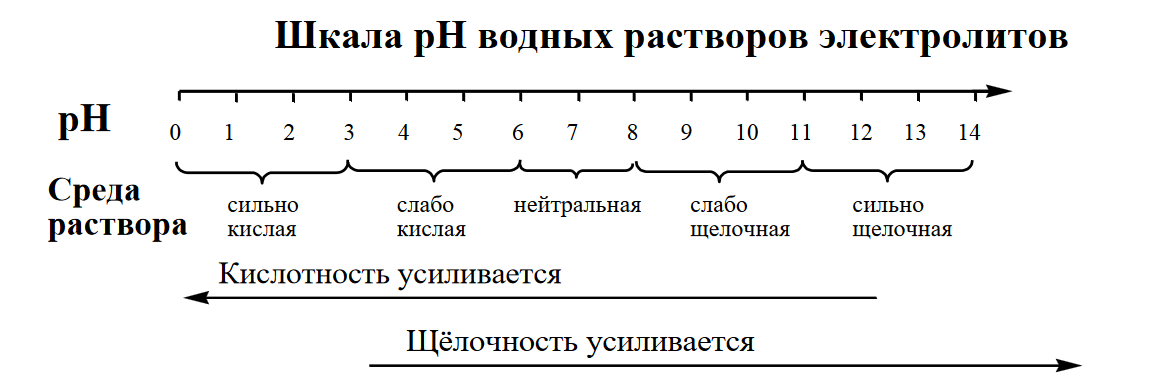 Шкала pH водных растворов электролитов
pH
0 1 2 3 4 5 6 7 8 9 10 11 12 13 14
Среда
раствора
сильно
кислая
слабо
кислая
нейтральная
слабо
щелочная
сильно
щелочная
Кислотность усиливается
Щёлочность усиливается